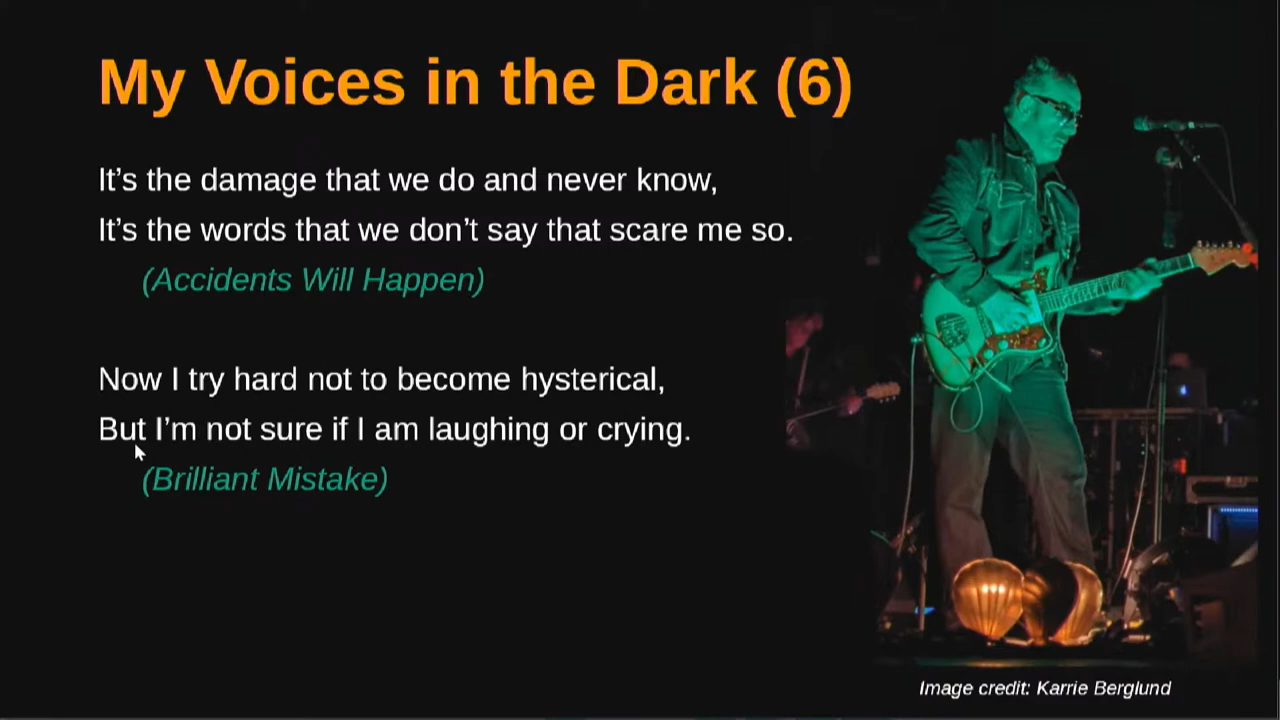 My Voices in the Dark (6)
It’s the damage that we do and never know,
It’s the words that we don’t say that scare me so.
(Accidents Will Happen)
Now I try hard not to become hysterical,
But I’m not sure if I am laughing or crying.
(Brilliant Mistake)
Image credit: Karrie Berglund